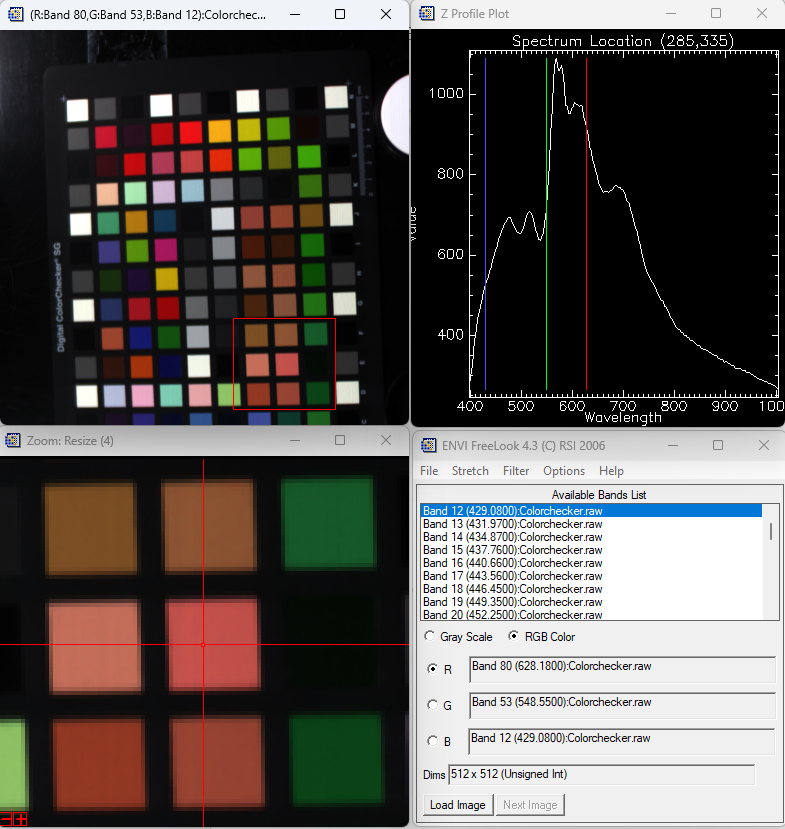 (R:Band 80,G:Band 53,B:Band 12):Colorchec...
Digital ColorChecker® SG
Z Profile Plot
Spectrum Location (285,335)
1000
800
600
400
Value
400 500 600 700 800 900 100
Wavelength
Zoom: Resize (4)
ENVI FreeLook 4.3 (C) RSI 2006
File Stretch Filter Options Help
Available Bands List
Band 12 (429.0800):Colorchecker.raw
Band 13 (431.9700):Colorchecker.raw
Band 14 (434.8700):Colorchecker.raw
Band 15 (437.7600):Colorchecker.raw
Band 16 (440.6600):Colorchecker.raw
Band 17 (443.5600):Colorchecker.raw
Band 18 (446.4500):Colorchecker.raw
Band 19 (449.3500):Colorchecker.raw
Band 20 (452.2500):Colorchecker.raw
Gray Scale RGB Color
R Band 80 (628.1800):Colorchecker.raw
G Band 53 (548.5500):Colorchecker.raw
B Band 12 (429.0800):Colorchecker.raw
Dims 512 x 512 (Unsigned Int)
Load Image Next Image